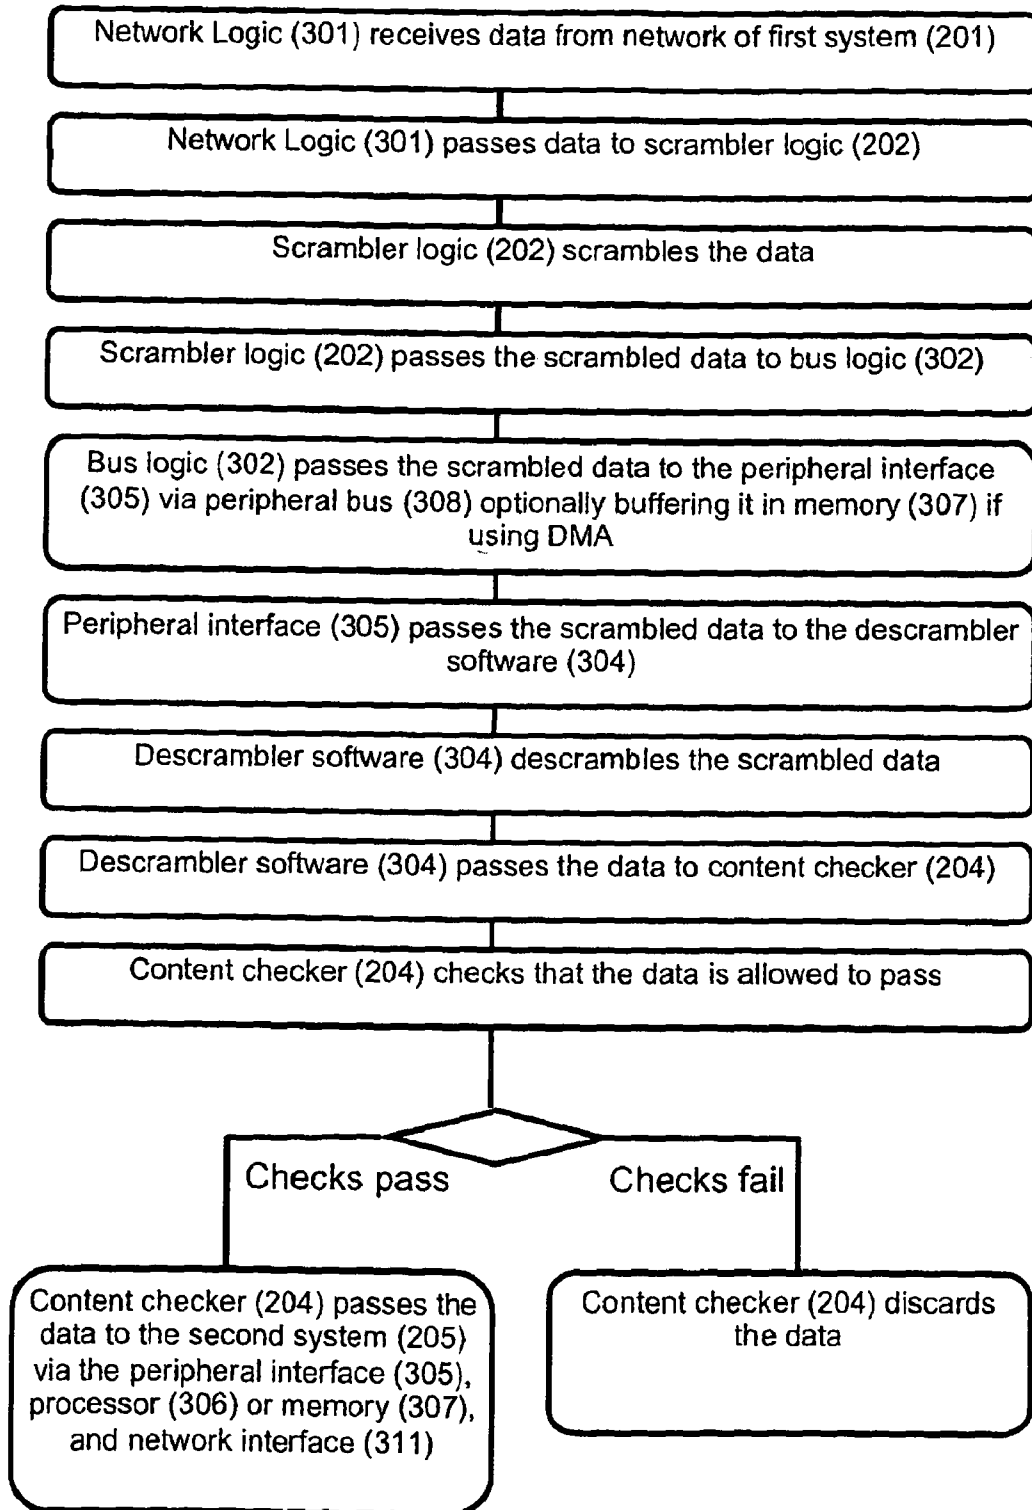 Network Logic (301) receives data from network of first system (201)
Network Logic (301) passes data to scrambler logic (202)
Scrambler logic (202) scrambles the data
Scrambler logic (202) passes the scrambled data to bus logic (302)
Bus logic (302) passes the scrambled data to the peripheral interface
(305) via peripheral bus (308) optionally buffering it in memory (307) if
using DMA
Peripheral interface (305) passes the scrambled data to the descrambler
software (304)
Descrambler software (304) descrambles the scrambled data
Descrambler software (304) passes the data to content checker (204)
Content checker (204) checks that the data is allowed to pass
Checks pass
Checks fail
Content checker (204) passes the
data to the second system (205)
via the peripheral interface (305),
processor (306) or memory (307),
and network interface (311)
Content checker (204) discards
the data